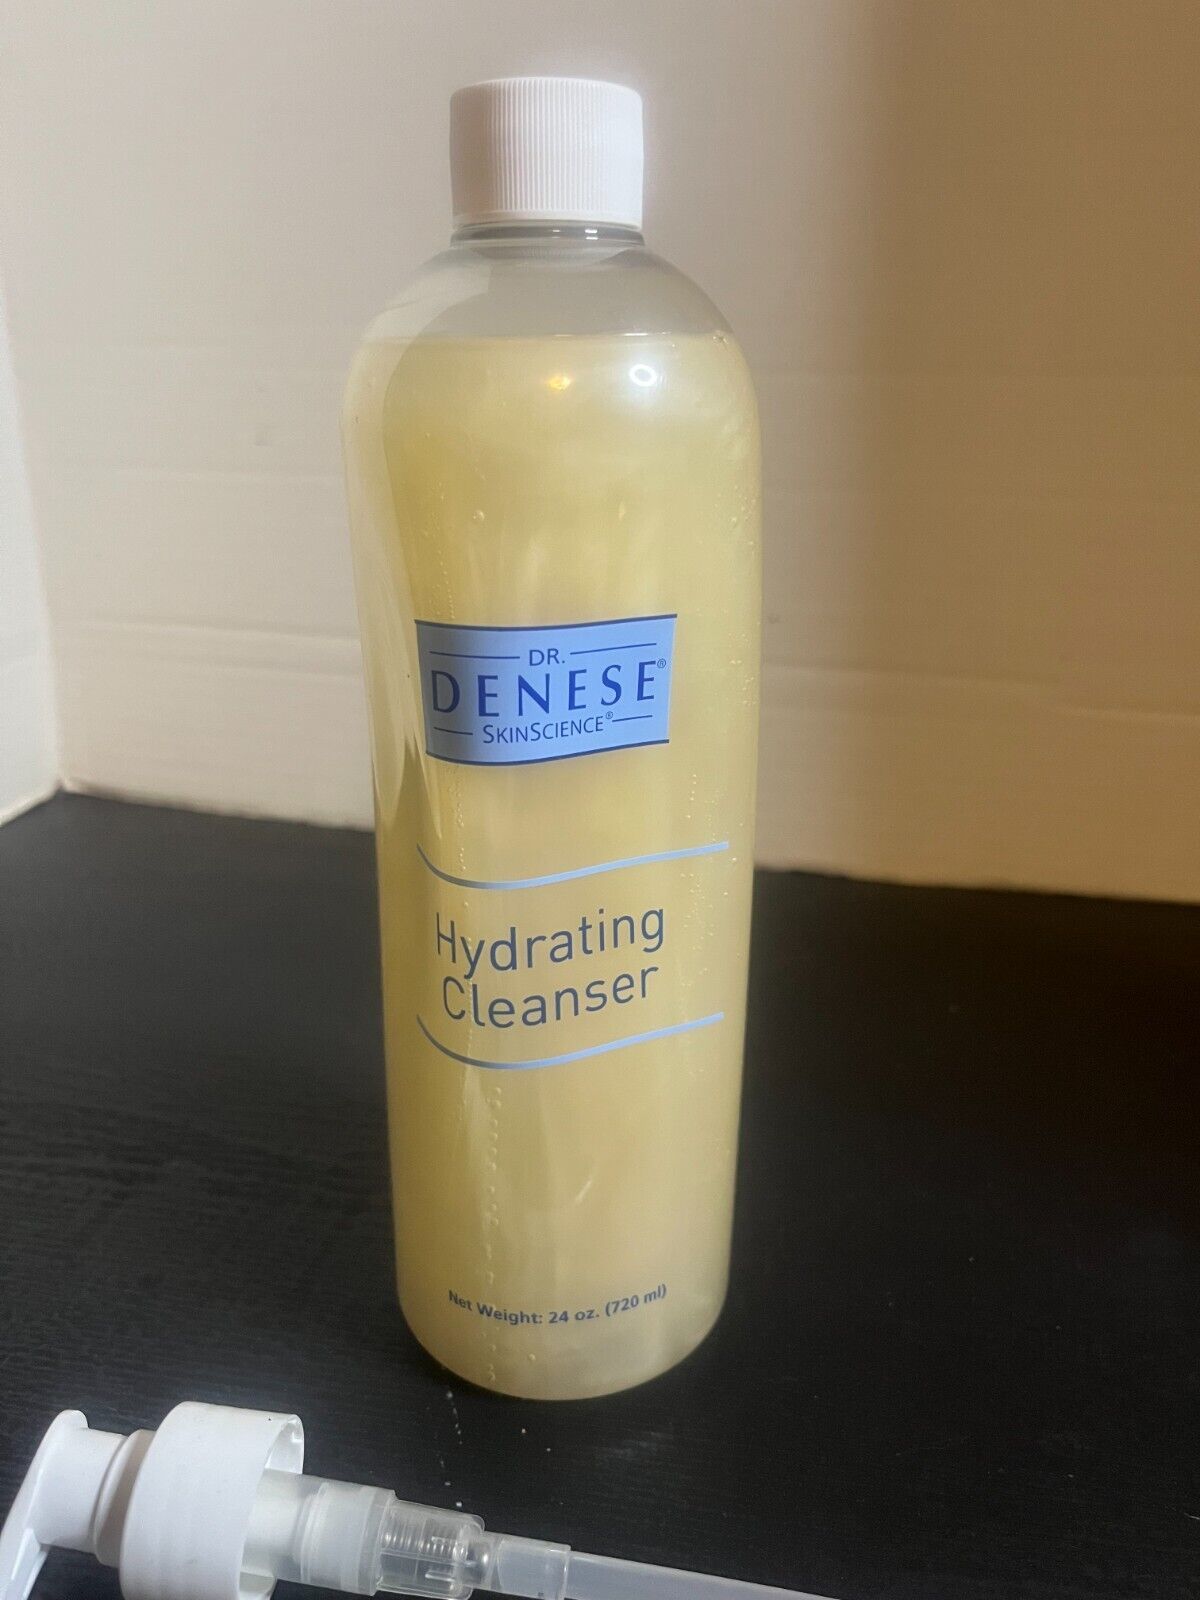 DR.
DENESE®
SKINSCIENCE®
Hydrating
Cleanser
Net Weight: 24 oz. (720 ml)